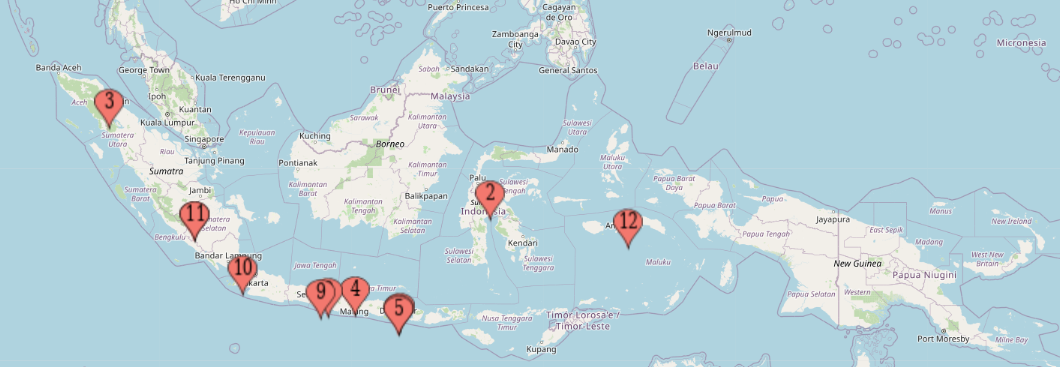 Ho Chi Minh
Puerto Princesa
Cagayan
de Oro
Zamboanga
City
Davao City
General Santos
Ngerulmud
Belau
Micronesia
Banda Aceh
George Town
Kuala Terengganu
Ipoh
Kuantan
Kuala Lumpur
Aceh
3
Sumatera
Utara
Singapore
Kepulauan
Riau
Riau
Tanjung Pinang
Sumatra
Sumatera
Barat
Jambi
Sabah
Sandakan
Brunei
Malaysia
Sarawak
Kalimantan
Utara
Kuching
Borneo
Pontianak
Kalimantan
Timur
Kalimantan
Barat
Balikpapan
Kalimantan
Tengah
Kalimantan
Selatan
Sulawesi
Utara
Manado
Maluku
Utara
Palu
Sulawesi
Tengah
2
Indonesia
Kendari
Sulawesi
Selatan
Sulawesi
Tenggara
12
Maluku
Papua Barat
Daya
Papua Barat
Papua Tengah
Jayapura
New Guinea
Papua Selatan
East Sepik
Madang
Western
Manus
New Ireland
West New
Britain
Papua Niugini
Port Moresby
Milne Bay
11
Bengkulu
Selatan
Bandar Lampung
10
Jawa Tengah
9
4
Malang
5
Nusa Tenggara
Timur
Timor Lorosa'e /
Timor-Leste
Kupang